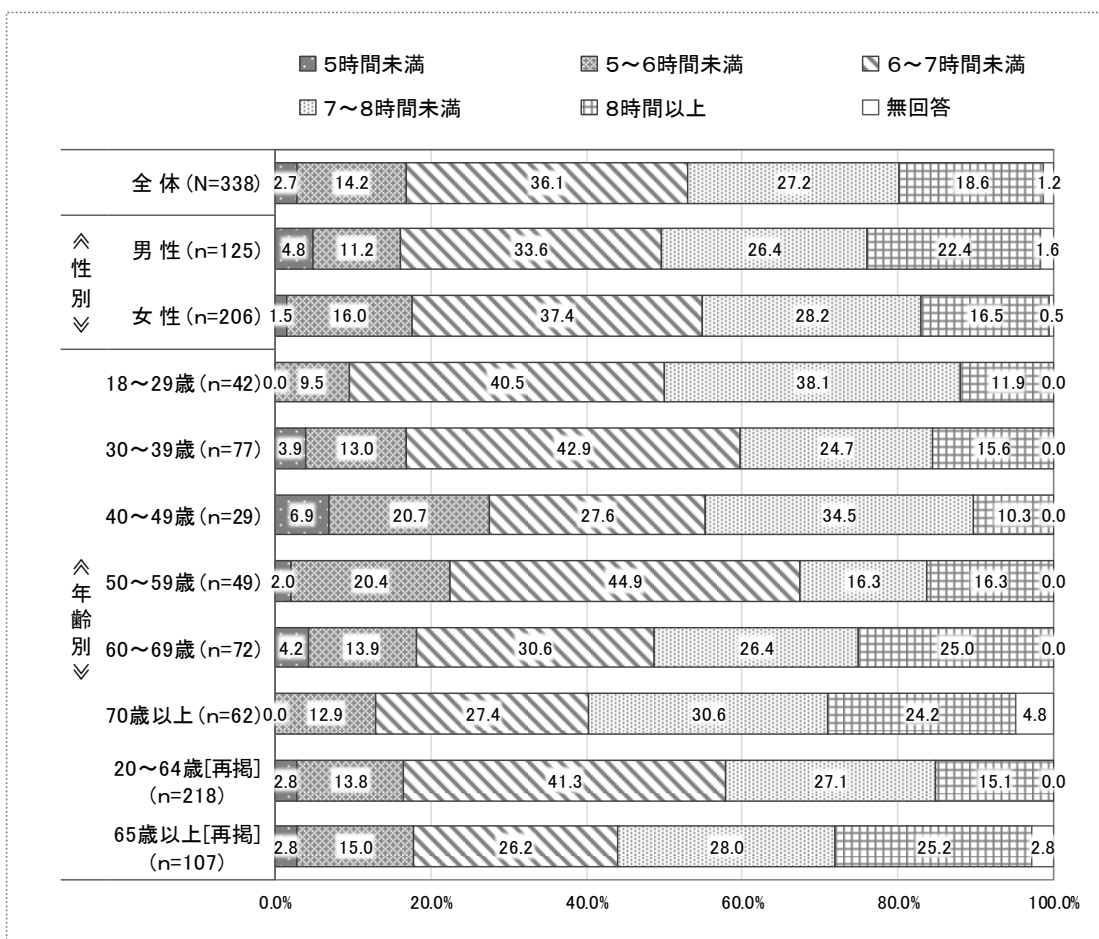 5時間未満 5～6時間未満 6～7時間未満
7～8時間未満 8時間以上 無回答
全 体 (N=338) 2.7 14.2 36.1 27.2 18.6 1.2
≪性別≫
男 性 (n=125) 4.8 11.2 33.6 26.4 22.4 1.6
女 性 (n=206) 1.5 16.0 37.4 28.2 16.5 0.5
≪年齢別≫
18～29歳 (n=42) 0.0 9.5 40.5 38.1 11.9 0.0
30～39歳 (n=77) 3.9 13.0 42.9 24.7 15.6 0.0
40～49歳 (n=29) 6.9 20.7 27.6 34.5 10.3 0.0
50～59歳 (n=49) 2.0 20.4 44.9 16.3 16.3 0.0
60～69歳 (n=72) 4.2 13.9 30.6 26.4 25.0 0.0
70歳以上 (n=62) 0.0 12.9 27.4 30.6 24.2 4.8
20～64歳[再掲]
(n=218) 2.8 13.8 41.3 27.1 15.1 0.0
65歳以上[再掲]
(n=107) 2.8 15.0 26.2 28.0 25.2 2.8
0.0% 20.0% 40.0% 60.0% 80.0% 100.0%